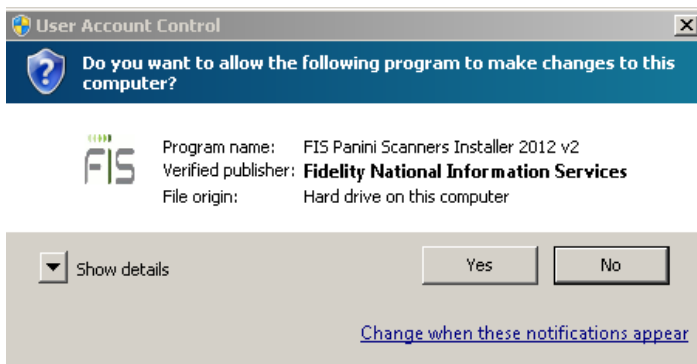 User Account Control
Do you want to allow the following program to make changes to this
computer?
FIS
Program name: FIS Panini Scanners Installer 2012 v2
Verified publisher: Fidelity National Information Services
File origin: Hard drive on this computer
Show details
Yes
No
Change when these notifications appear